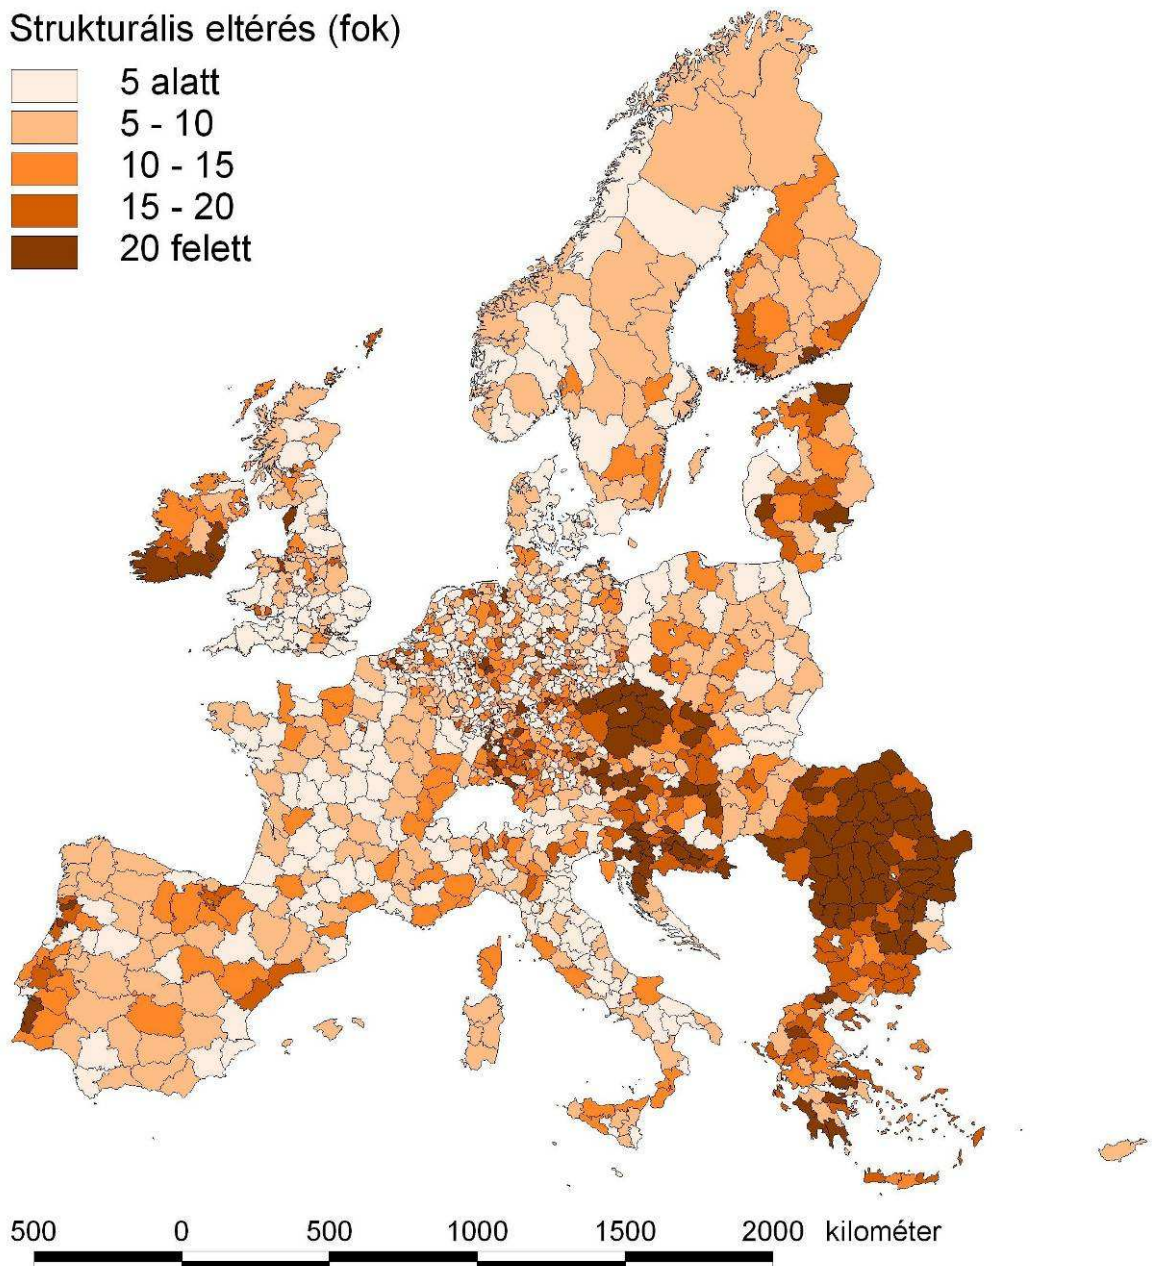 Strukturális eltérés (fok)
5 alatt
5 - 10
10 - 15
15 - 20
20 felett
500 0 500 1000 1500 2000 kilométer